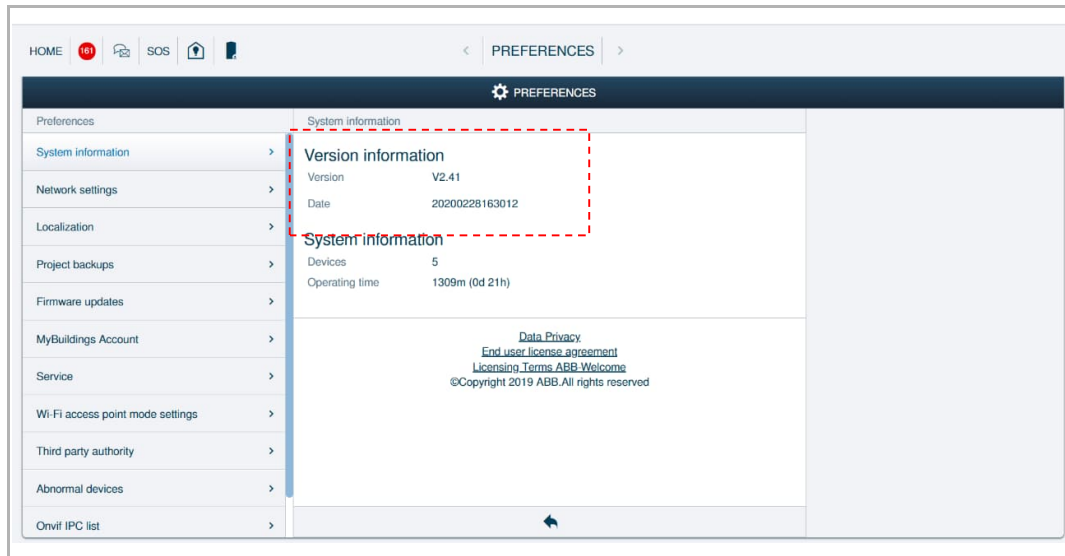 HOME 161 SOS < PREFERENCES >
PREFERENCES
Preferences
System information
System information >
Network settings >
Localization >
Project backups >
Firmware updates >
MyBuildings Account >
Service >
Wi-Fi access point mode settings >
Third party authority >
Abnormal devices >
Onvif IPC list >
Version information
Version V2.41
Date 20200228163012
System information
Devices 5
Operating time 1309m (0d 21h)
Data Privacy
End user license agreement
Licensing Terms ABB-Welcome
©Copyright 2019 ABB.All rights reserved